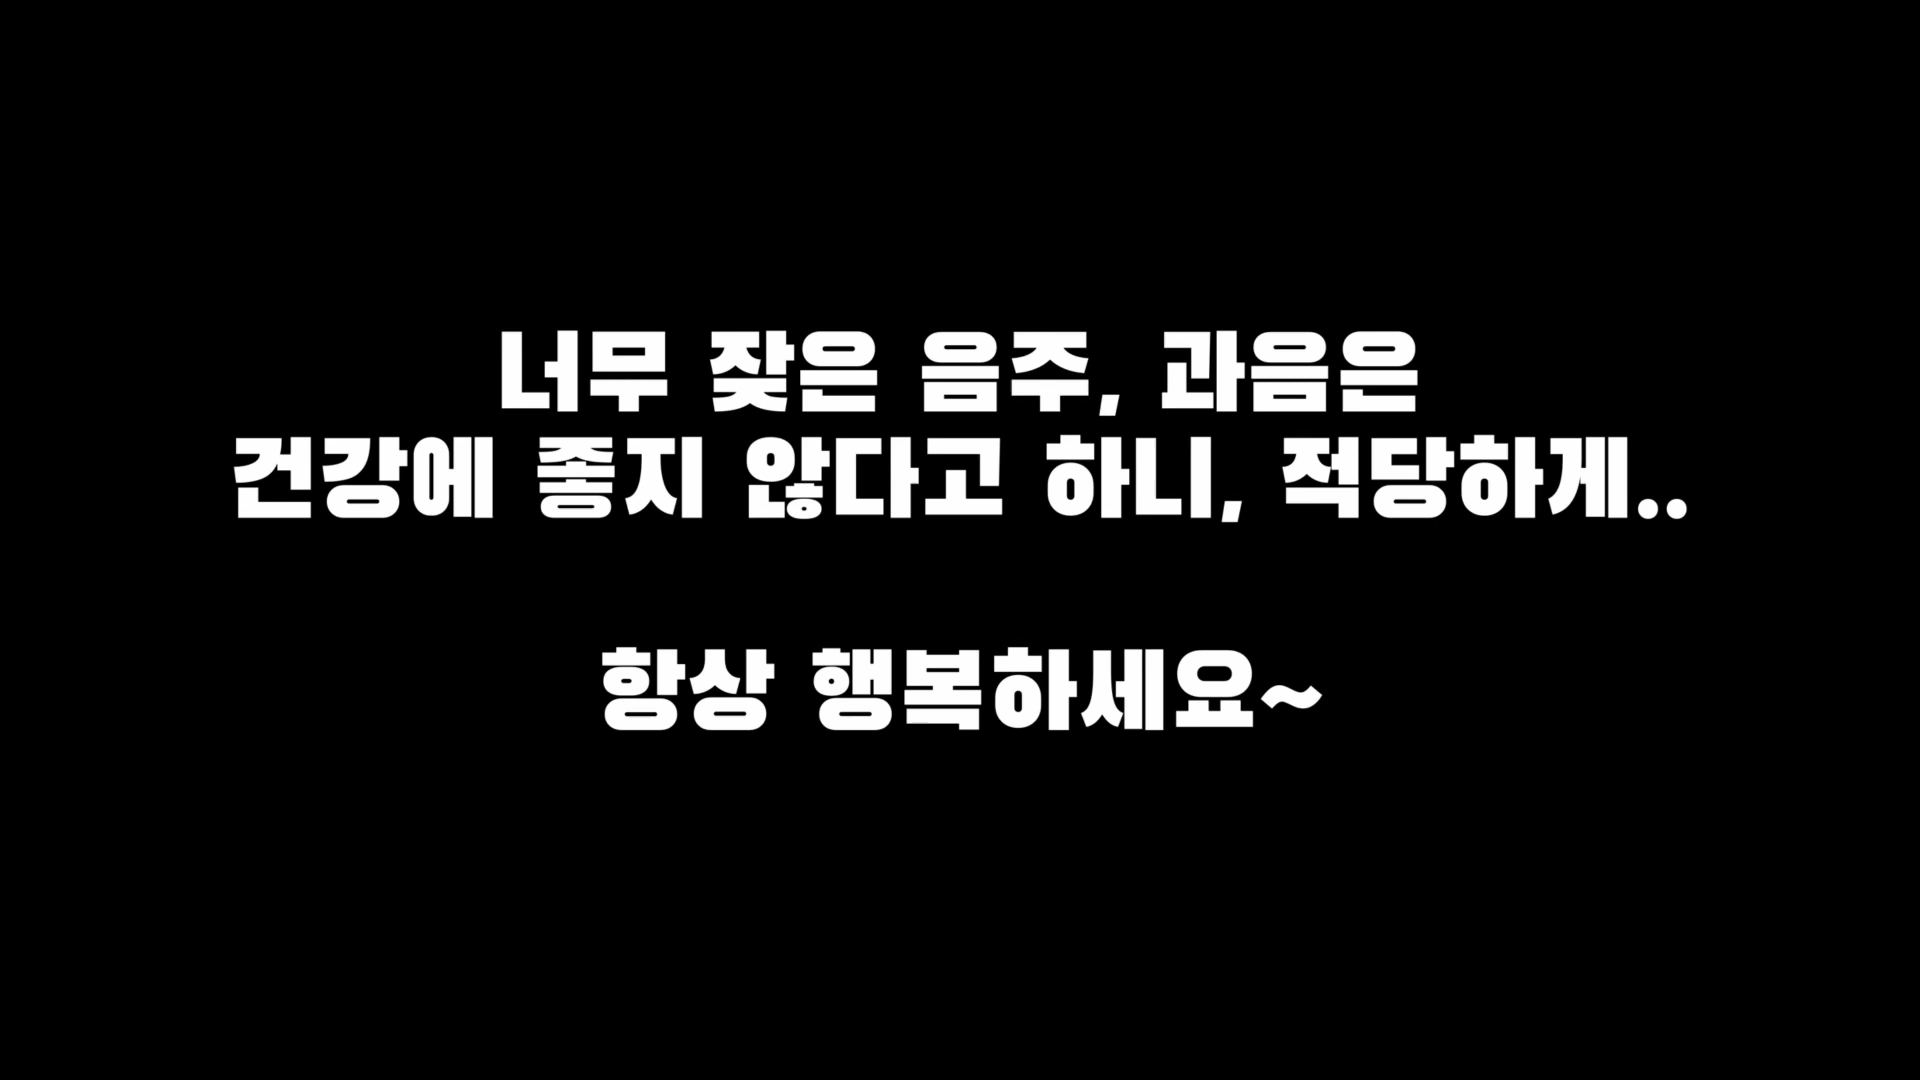 너무 잦은 음주, 과음은
건강에 좋지 않다고 하니, 적당하게..
항상 행복하세요~